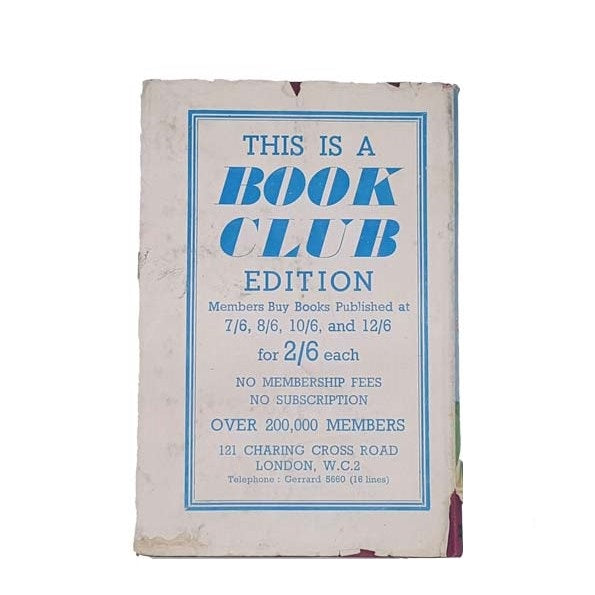 THIS IS A
BOOK
CLUB
EDITION
Members Buy Books Published at
7/6, 8/6, 10/6, and 12/6
for 2/6 each
NO MEMBERSHIP FEES
NO SUBSCRIPTION
OVER 200,000 MEMBERS
121 CHARING CROSS ROAD
LONDON, W.C.2
Telephone : Gerrard 5660 (16 lines)